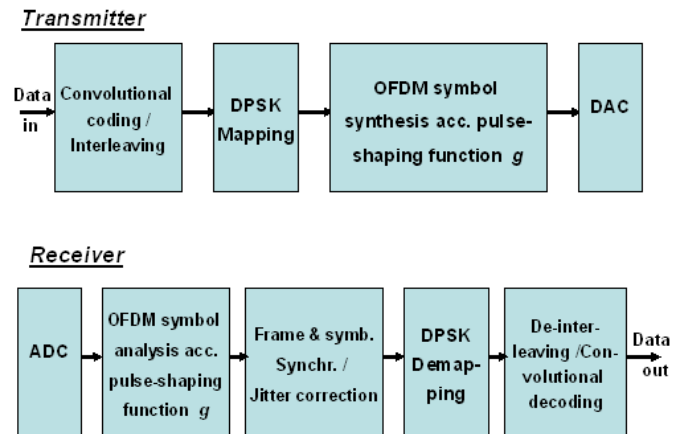 Transmitter
Data
in
Convolutional
coding /
Interleaving
DPSK
Mapping
OFDM symbol
synthesis acc. pulse-
shaping function g
DAC
Receiver
ADC
OFDM symbol
analysis acc.
pulse-shaping
function g
Frame & symb.
Synchr. /
Jitter correction
DPSK
Demap-
ping
De-inter-
leaving /Con-
volutional
decoding
Data
out